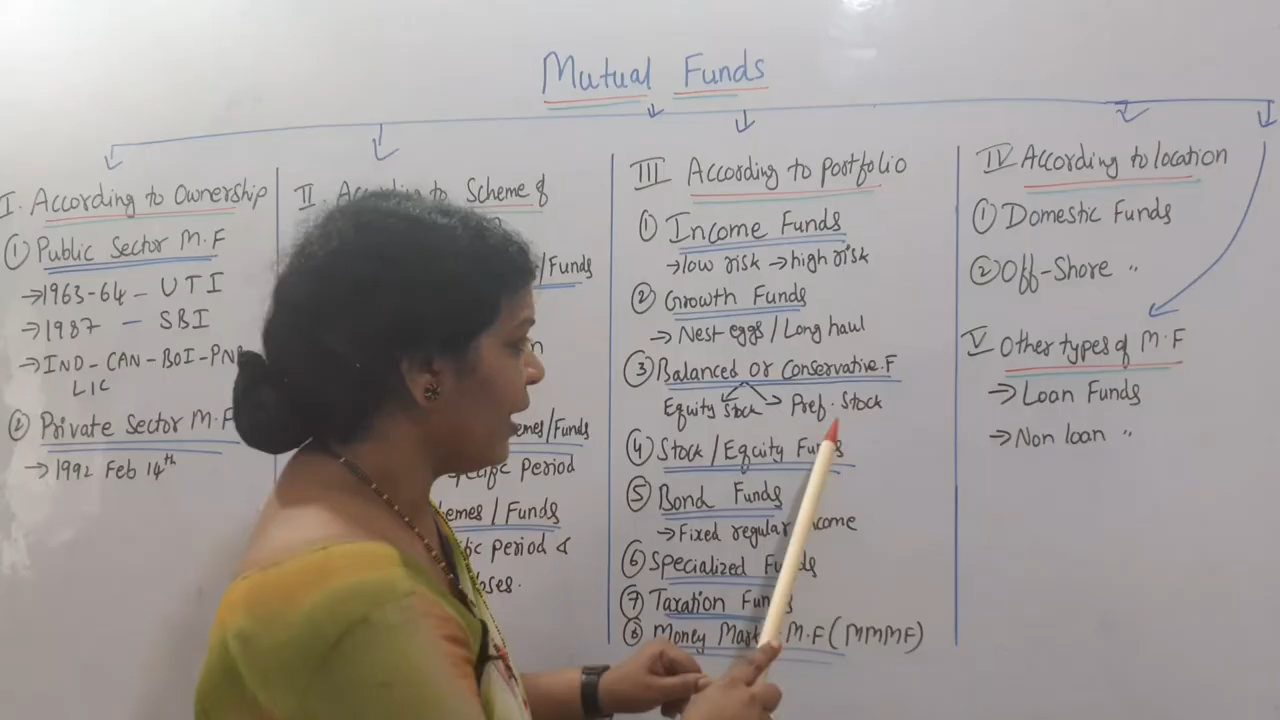 Mutual Funds
I. According to Ownership
① Public Sector M.F
→1963-64 - UTI
→1987 - SBI
→IND-CAN-BOI-PNB
LIC
② Private Sector M.F
→1992 Feb 14th
II. According to Scheme of
/Funds
/Funds
Period
/Funds
Period &
III According to Portfolio
① Income Funds
→low risk →high risk
② Growth Funds
→ Nest eggs / Long haul
③ Balanced or Conservative.F
Equity Stock → Pref. Stock
④ Stock / Equity Funds
⑤ Bond Funds
→Fixed regular income
⑥ Specialized Funds
⑦ Taxation Funds
⑧ Money Market M.F (MMMF)
IV According to location
① Domestic Funds
② Off-Shore "
V Other types of M.F
→ Loan Funds
→ Non loan "